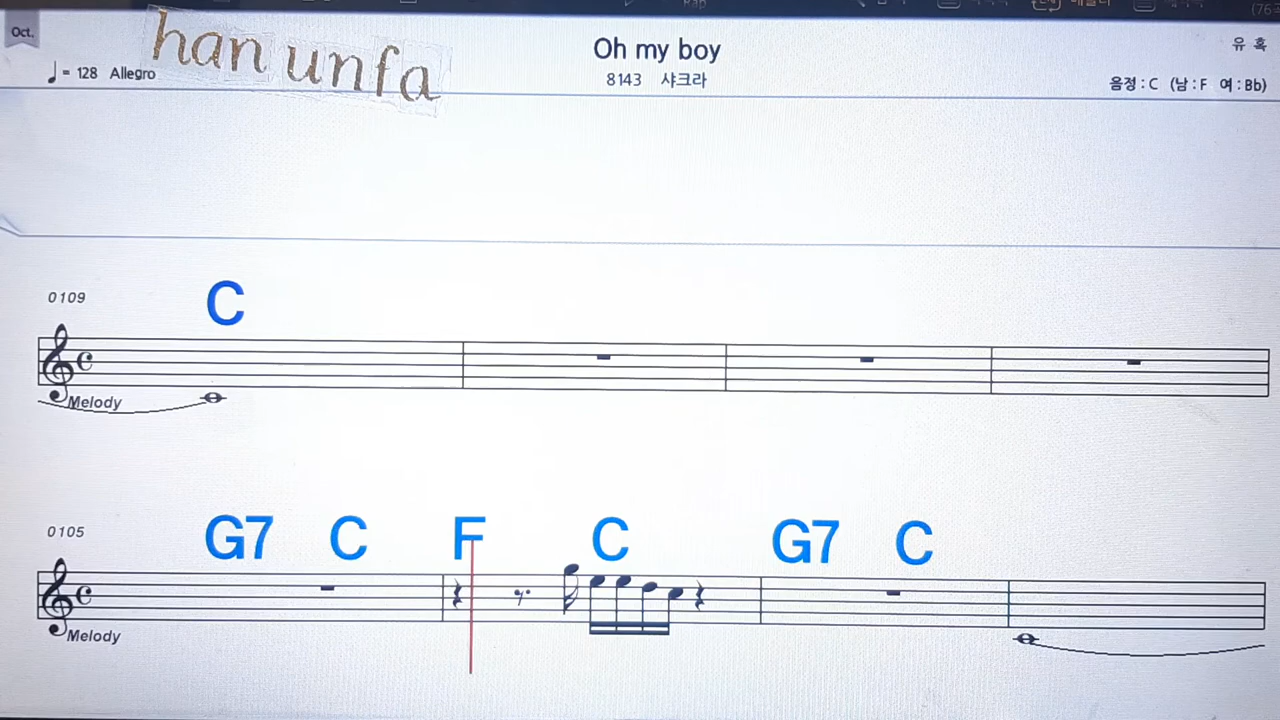 Oct.
han unfa
Oh my boy
유 혹
♩= 128 Allegro
8143 샤크라
음정 : C (남 : F 여 : Bb)
0109
C
Melody
0105
G7 C F C G7 C
Melody